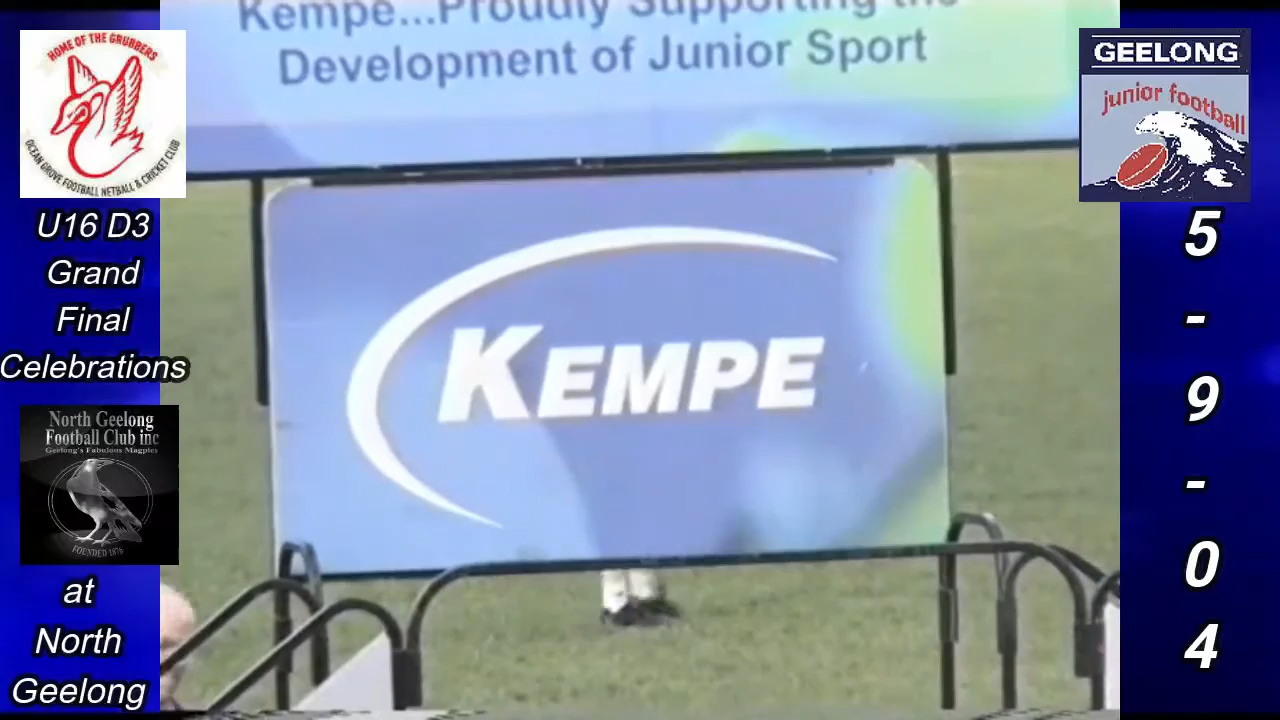 Kempe...Proudly Supporting the
Development of Junior Sport
KEMPE
HOME OF THE GRUBBERS
OCEAN GROVE FOOTBALL NETBALL & CRICKET CLUB
U16 D3
Grand
Final
Celebrations
North Geelong
Football Club inc
Geelong's Fabulous Magpies
FOUNDED 1876
at
North
Geelong
GEELONG
junior football
5
-
9
-
0
4